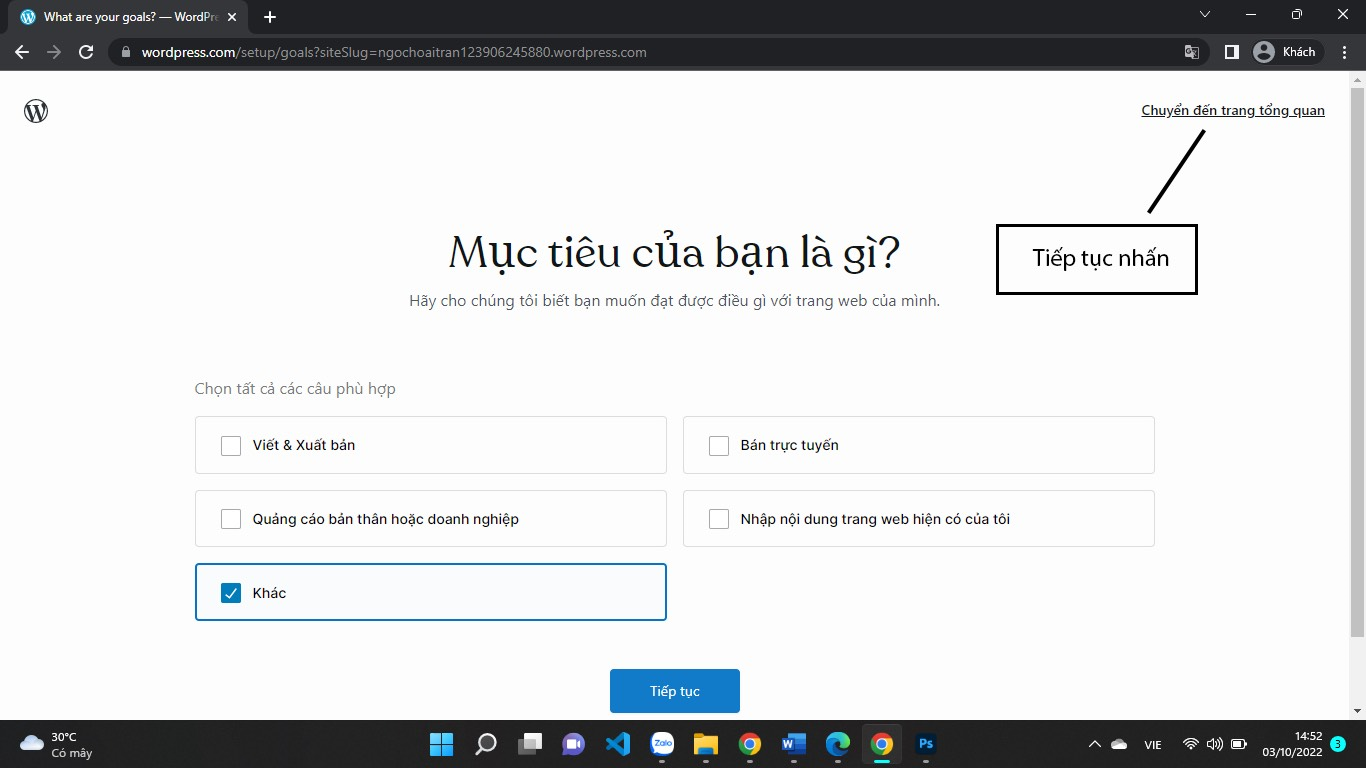 What are your goals? — WordPre
wordpress.com/setup/goals?siteSlug=ngochoaitran123906245880.wordpress.com
Khách
Chuyển đến trang tổng quan
Tiếp tục nhấn
Mục tiêu của bạn là gì?
Hãy cho chúng tôi biết bạn muốn đạt được điều gì với trang web của mình.
Chọn tất cả các câu phù hợp
Viết & Xuất bản
Bán trực tuyến
Quảng cáo bản thân hoặc doanh nghiệp
Nhập nội dung trang web hiện có của tôi
Khác
Tiếp tục
30°C
Có mây
Zalo
Ps
VIE
14:52
03/10/2022
3